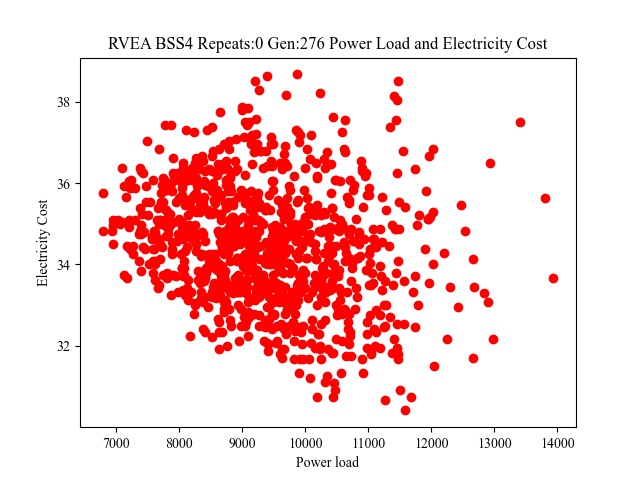 RVEA BSS4 Repeats:0 Gen:276 Power Load and Electricity Cost
38
36
34
32
Electricity Cost
7000 8000 9000 10000 11000 12000 13000 14000
Power load